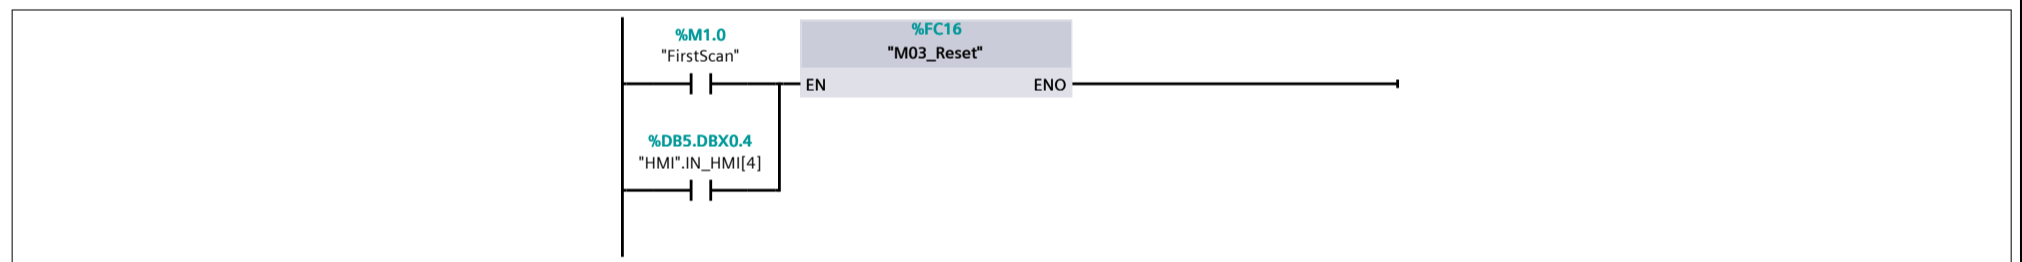 %M1.0
"FirstScan"
%FC16
"M03_Reset"
EN
ENO
%DB5.DBX0.4
"HMI".IN_HMI[4]